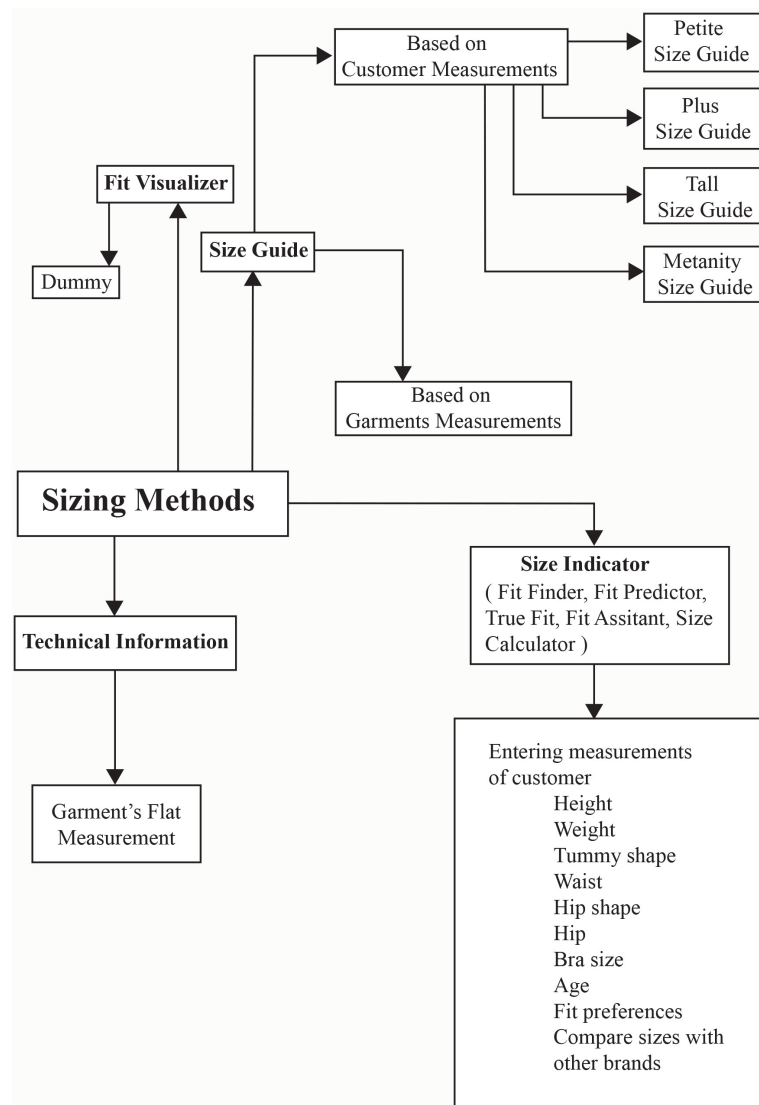 Based on
Customer Measurements
Petite
Size Guide
Plus
Size Guide
Tall
Size Guide
Metanity
Size Guide
Fit Visualizer
Dummy
Size Guide
Based on
Garments Measurements
Sizing Methods
Technical Information
Garment’s Flat
Measurement
Size Indicator
( Fit Finder, Fit Predictor,
True Fit, Fit Assitant, Size
Calculator )
Entering measurements
of customer
Height
Weight
Tummy shape
Waist
Hip shape
Hip
Bra size
Age
Fit preferences
Compare sizes with
other brands